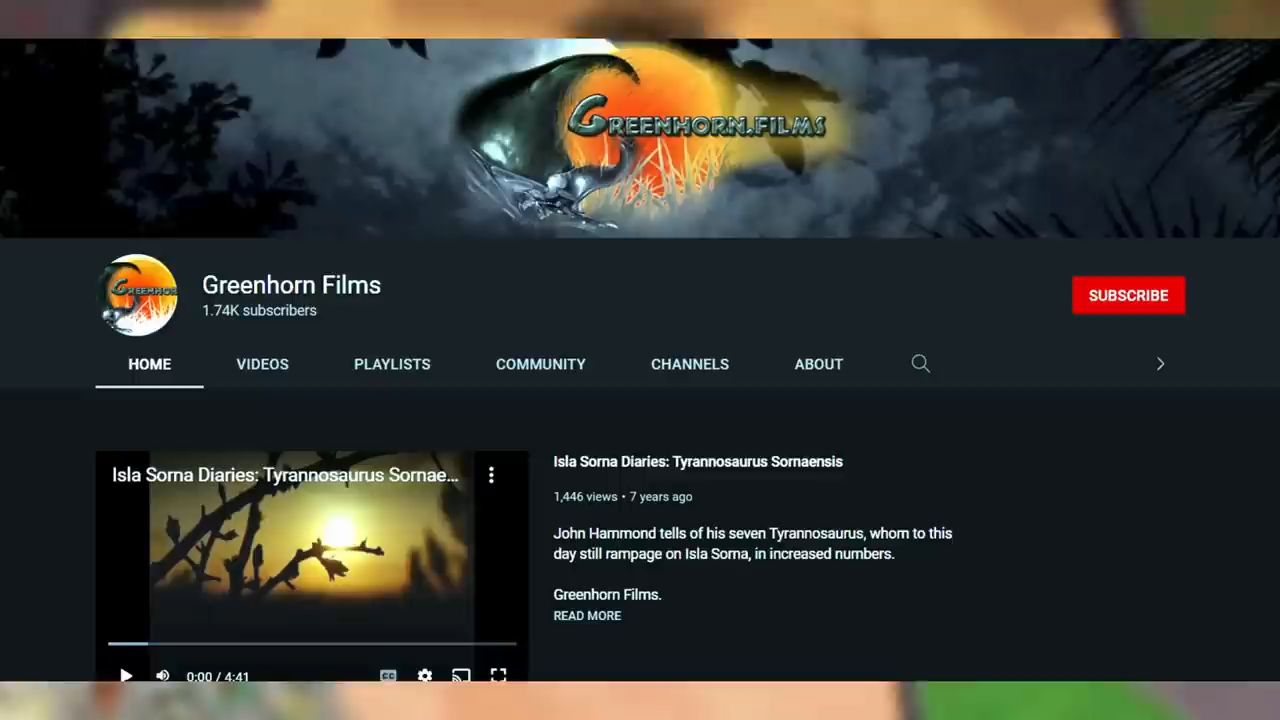 GREENHORN.FILMS
Greenhorn Films
1.74K subscribers
SUBSCRIBE
HOME VIDEOS PLAYLISTS COMMUNITY CHANNELS ABOUT
Isla Sorna Diaries: Tyrannosaurus Sornae...
Isla Sorna Diaries: Tyrannosaurus Sornaensis
1,446 views • 7 years ago
John Hammond tells of his seven Tyrannosaurus, whom to this
day still rampage on Isla Sorna, in increased numbers.
Greenhorn Films.
READ MORE
0:00 / 4:41
CC